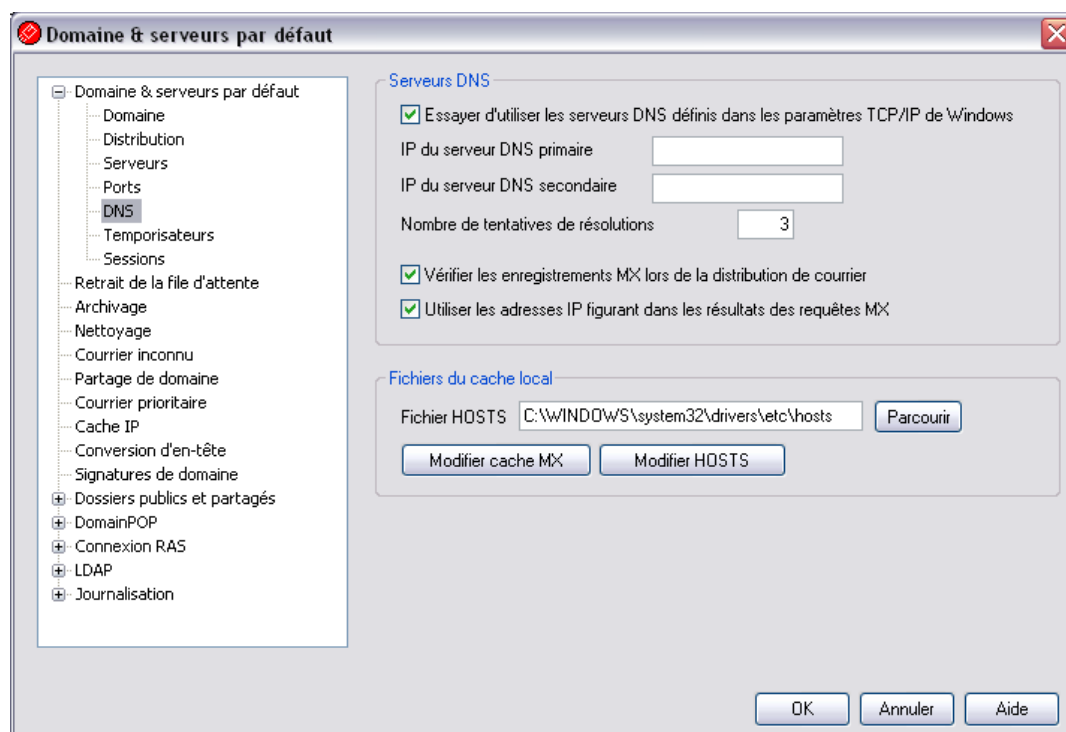 Domaine & serveurs par défaut
Domaine & serveurs par défaut
Domaine
Distribution
Serveurs
Ports
DNS
Temporisateurs
Sessions
Retrait de la file d'attente
Archivage
Nettoyage
Courrier inconnu
Partage de domaine
Courrier prioritaire
Cache IP
Conversion d'en-tête
Signatures de domaine
Dossiers publics et partagés
DomainPOP
Connexion RAS
LDAP
Journalisation
Serveurs DNS
Essayer d'utiliser les serveurs DNS définis dans les paramètres TCP/IP de Windows
IP du serveur DNS primaire
IP du serveur DNS secondaire
Nombre de tentatives de résolutions 3
Vérifier les enregistrements MX lors de la distribution de courrier
Utiliser les adresses IP figurant dans les résultats des requêtes MX
Fichiers du cache local
Fichier HOSTS C:\WINDOWS\system32\drivers\etc\hosts Parcourir
Modifier cache MX Modifier HOSTS
OK Annuler Aide